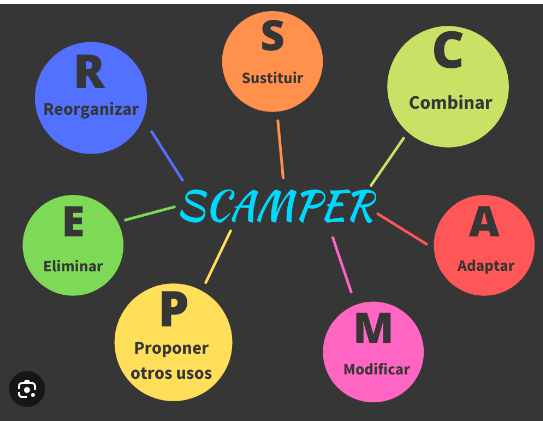 S
Sustituir
C
Combinar
A
Adaptar
M
Modificar
P
Proponer
otros usos
E
Eliminar
R
Reorganizar
SCAMPER